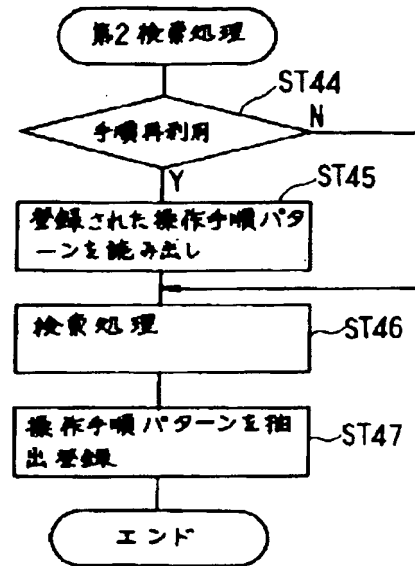 第2検索処理
ST44
手順再利用
N
Y
ST45
登録された操作手順パタ
ーンを読み出し
検索処理
ST46
操作手順パターンを抽
出登録
ST47
エンド